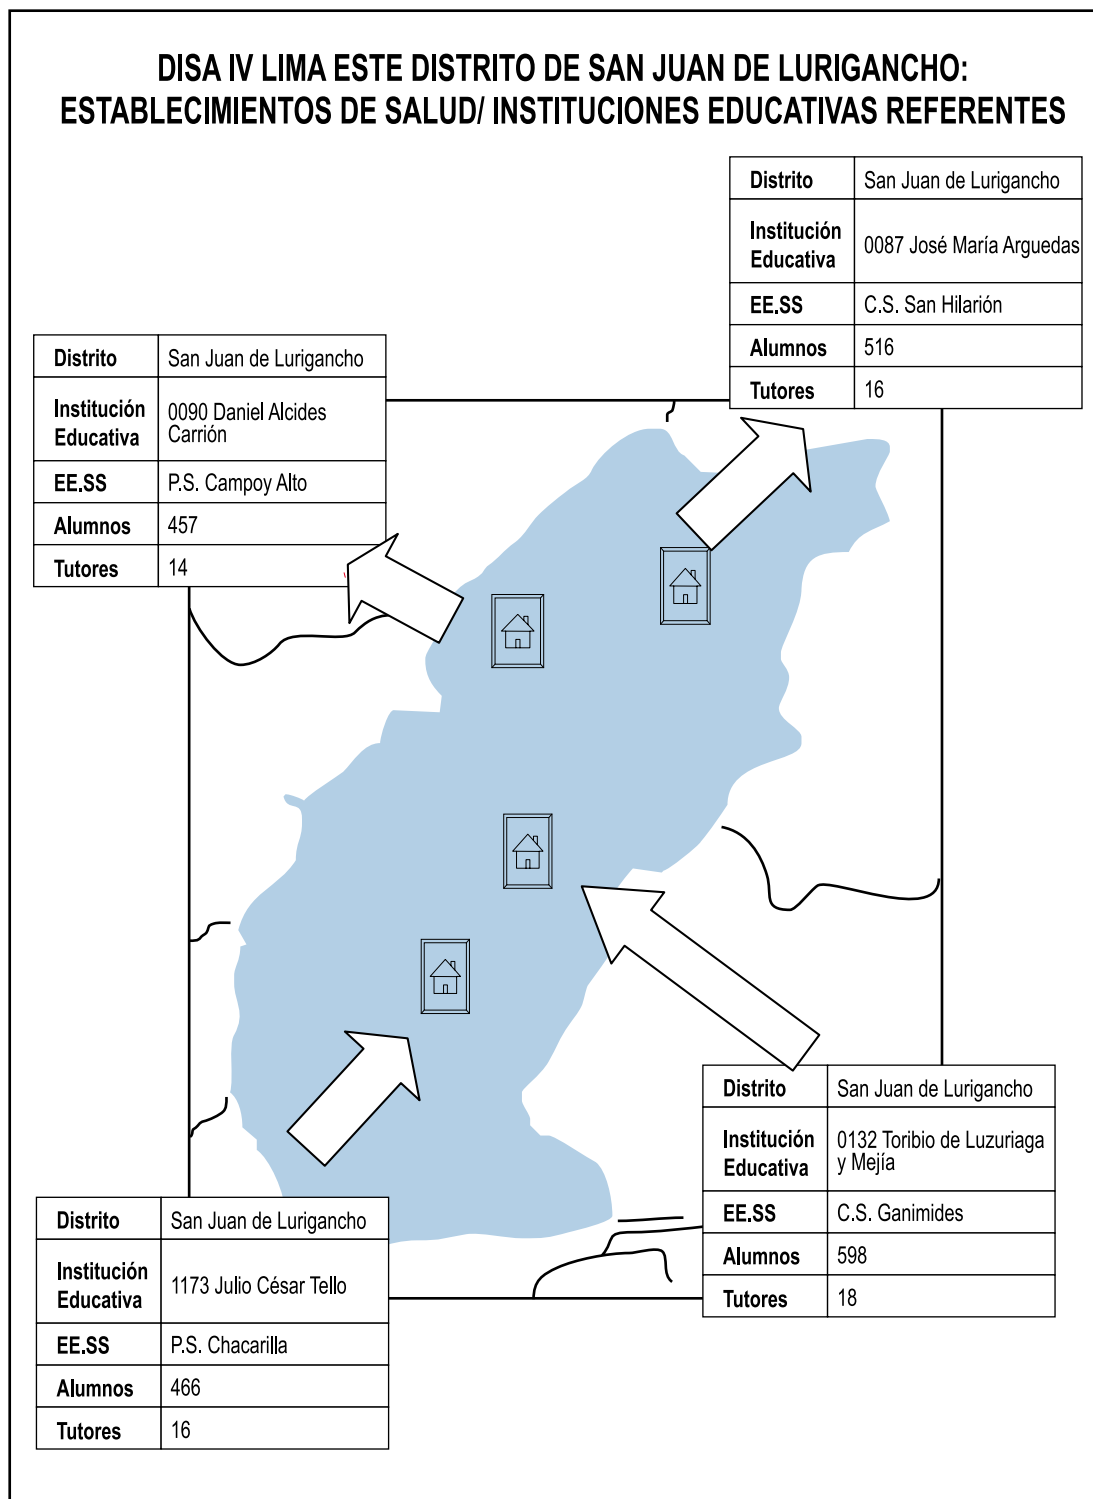 DISA IV LIMA ESTE DISTRITO DE SAN JUAN DE LURIGANCHO:
ESTABLECIMIENTOS DE SALUD/ INSTITUCIONES EDUCATIVAS REFERENTES
Distrito San Juan de Lurigancho
Institución Educativa 0087 José María Arguedas
EE.SS C.S. San Hilarión
Alumnos 516
Tutores 16
Distrito San Juan de Lurigancho
Institución 0090 Daniel Alcides
Educativa Carrión
EE.SS P.S. Campoy Alto
Alumnos 457
Tutores 14
Distrito San Juan de Lurigancho
Institución 0132 Toribio de Luzuriaga
Educativa y Mejía
EE.SS C.S. Ganimides
Alumnos 598
Tutores 18
Distrito San Juan de Lurigancho
Institución Educativa 1173 Julio César Tello
EE.SS P.S. Chacarilla
Alumnos 466
Tutores 16